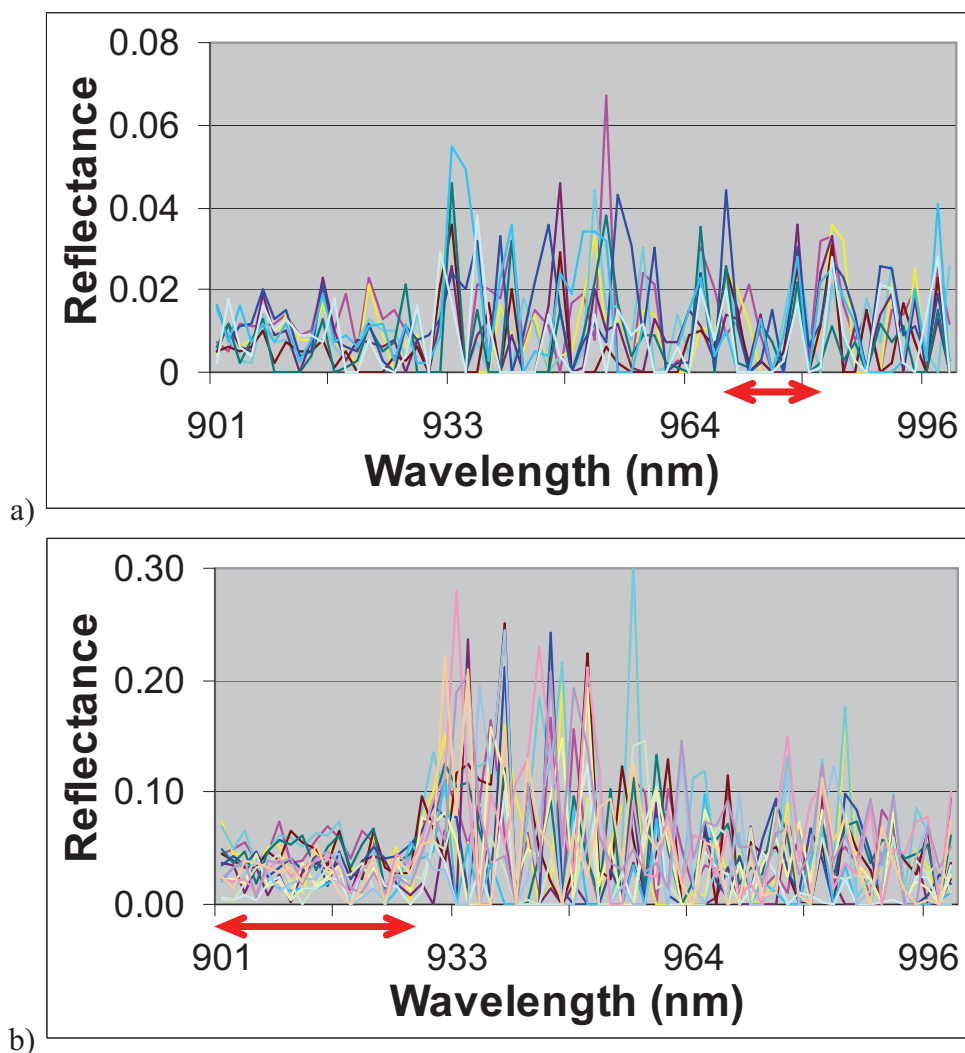 0.08
0.06
0.04
0.02
0
Reflectance
901 933 964 996
Wavelength (nm)
a)
0.30
0.20
0.10
0.00
Reflectance
901 933 964 996
Wavelength (nm)
b)